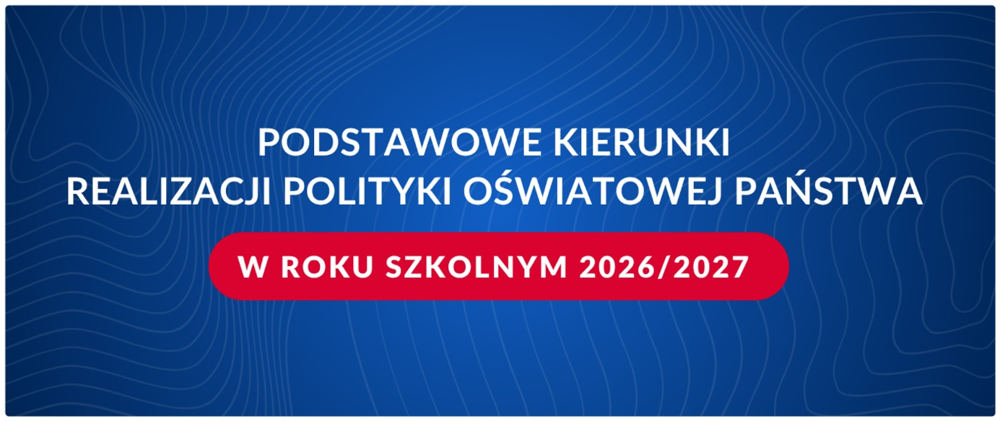 PODSTAWOWE KIERUNKI
REALIZACJI POLITYKI OŚWIATOWEJ PAŃSTWA
W ROKU SZKOLNYM 2026/2027